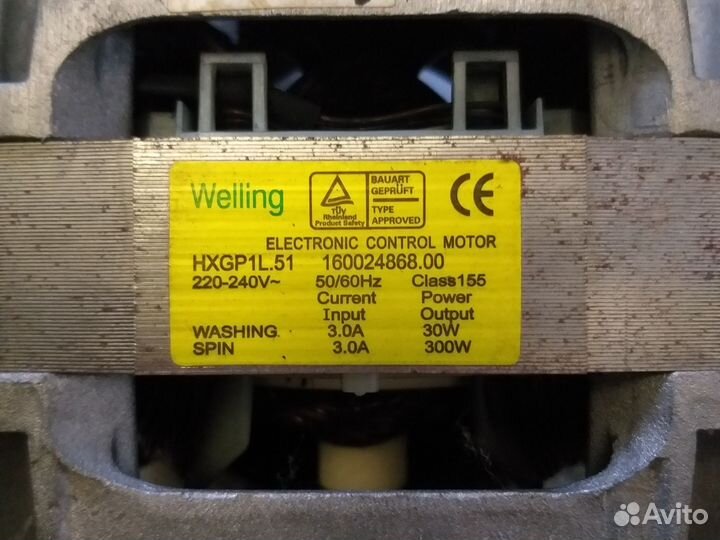 Welling
TÜV
Rheinland
Product Safety
BAUART
GEPRÜFT
TYPE
APPROVED
CE
ELECTRONIC CONTROL MOTOR
HXGP1L.51 160024868.00
220-240V~ 50/60Hz Class155
Current Power
Input Output
WASHING 3.0A 30W
SPIN 3.0A 300W
Avito